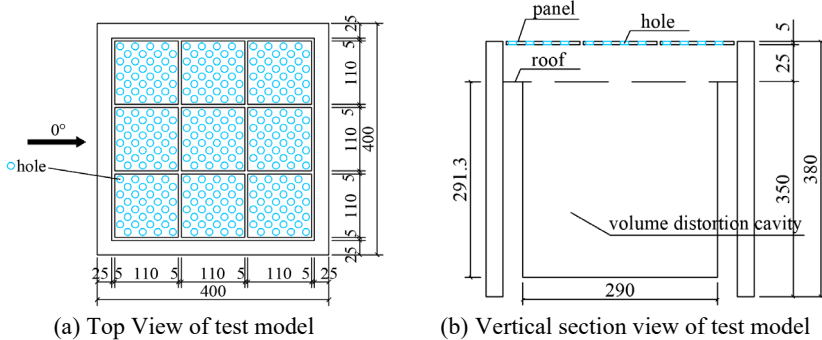 25
5
110
5
110
5
110
5
25
400
0°
hole
25 5 110 5 110 5 110 5 25
400
(a) Top View of test model
panel
hole
roof
5
25
350
380
291.3
volume distortion cavity
290
(b) Vertical section view of test model